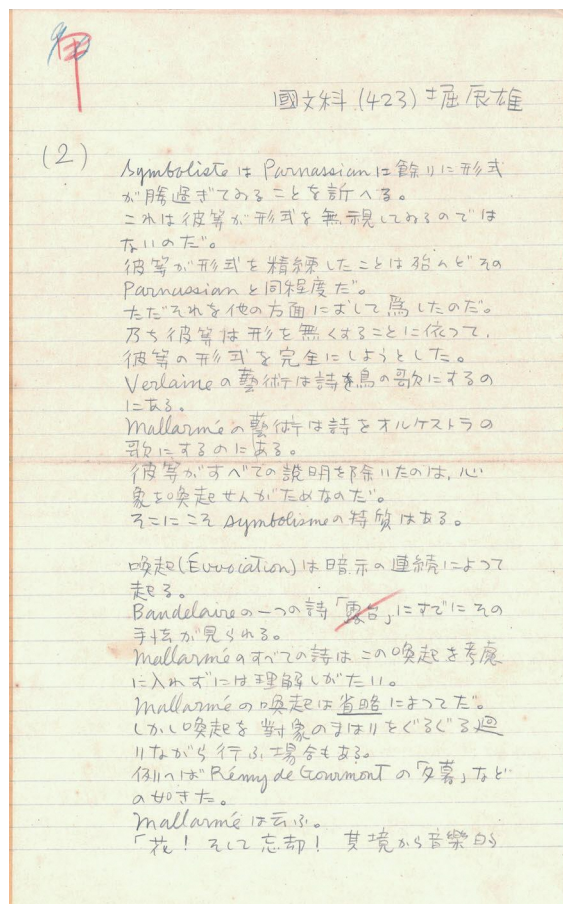 甲
國文科 (423) 堀辰雄
(2)
Symboliste は Parnassian に餘りに形式
が勝過ぎてゐることを訴へる。
これは彼等が形式を無視してゐるのでは
ないのだ。
彼等が形式を精練したことは殆んどその
Parnassian と同程度だ。
ただそれを他の方面に於して爲したのだ。
乃ち彼等は形を無くすることに依つて、
彼等の形式を完全にしようとした。
Verlaine の藝術は詩を鳥の歌にするの
にある。
Mallarmé の藝術は詩をオルケストラの
歌にするのにある。
彼等がすべての說明を除いたのは、心
象を喚起せんがためなのだ。
そこにこそ symbolisme の特質はある。
喚起(Évvociation)は暗示の連続によつて
起る。
Baudelaire の一つの詩「露台」にすでにその
手法が見られる。
Mallarmé のすべての詩はこの喚起を考慮
に入れずには理解しがたい。
Mallarmé の喚起は省略によつてだ。
しかし喚起を對象のまはりをぐるぐる廻
りながら行ふ場合もある。
例へば Rémy de Gourmont の「夕暮」など
の如きだ。
Mallarmé は云ふ。
「花! そして忘却! 其境から音樂的